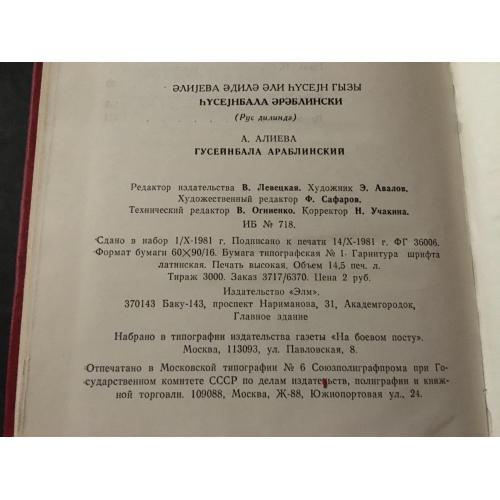 ӘЛИЈЕВА ӘДИЛӘ ӘЛИ ҺҮСЕЈН ГЫЗЫ
ҺҮСЕЈНБАЛА ӘРӘБЛИНСКИ
(Рус дилиндә)
А. АЛИЕВА
ГУСЕЙНБАЛА АРАБЛИНСКИЙ
Редактор издательства В. Левецкая. Художник Э. Авалов.
Художественный редактор Ф. Сафаров.
Технический редактор В. Огниенко. Корректор Н. Учакина.
ИБ № 718.
Сдано в набор 1/X-1981 г. Подписано к печати 14/X-1981 г. ФГ 36006.
Формат бумаги 60×90/16. Бумага типографская № 1. Гарнитура шрифта
латинская. Печать высокая. Объем 14,5 печ. л.
Тираж 3000. Заказ 3717/6370. Цена 2 руб.
Издательство «Элм».
370143 Баку-143, проспект Нариманова, 31, Академгородок,
Главное здание
Набрано в типографии издательства газеты «На боевом посту».
Москва, 113093, ул. Павловская, 8.
Отпечатано в Московской типографии № 6 Союзполиграфпрома при Го-
сударственном комитете СССР по делам издательств, полиграфии и книж-
ной торговли. 109088, Москва, Ж-88, Южнопортовая ул., 24.